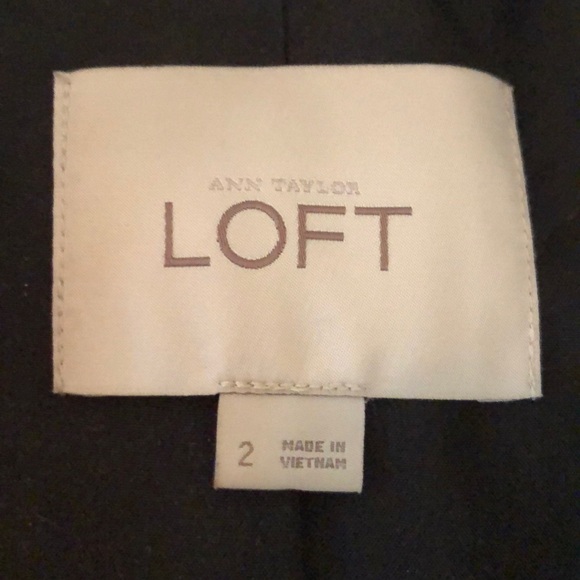 ANN TAYLOR
LOFT
2
MADE IN
VIETNAM